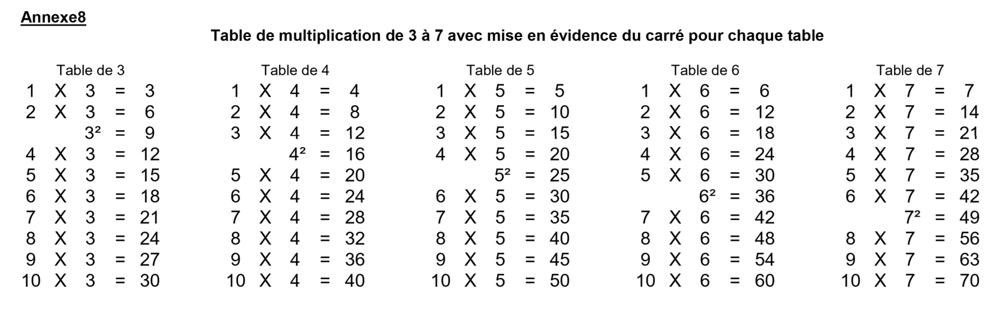 Annexe8
Table de multiplication de 3 à 7 avec mise en évidence du carré pour chaque table
Table de 3 Table de 4 Table de 5 Table de 6 Table de 7
1 X 3 = 3 1 X 4 = 4 1 X 5 = 5 1 X 6 = 6 1 X 7 = 7
2 X 3 = 6 2 X 4 = 8 2 X 5 = 10 2 X 6 = 12 2 X 7 = 14
3² = 9 3 X 4 = 12 3 X 5 = 15 3 X 6 = 18 3 X 7 = 21
4 X 3 = 12 4² = 16 4 X 5 = 20 4 X 6 = 24 4 X 7 = 28
5 X 3 = 15 5 X 4 = 20 5² = 25 5 X 6 = 30 5 X 7 = 35
6 X 3 = 18 6 X 4 = 24 6 X 5 = 30 6² = 36 6 X 7 = 42
7 X 3 = 21 7 X 4 = 28 7 X 5 = 35 7 X 6 = 42 7² = 49
8 X 3 = 24 8 X 4 = 32 8 X 5 = 40 8 X 6 = 48 8 X 7 = 56
9 X 3 = 27 9 X 4 = 36 9 X 5 = 45 9 X 6 = 54 9 X 7 = 63
10 X 3 = 30 10 X 4 = 40 10 X 5 = 50 10 X 6 = 60 10 X 7 = 70